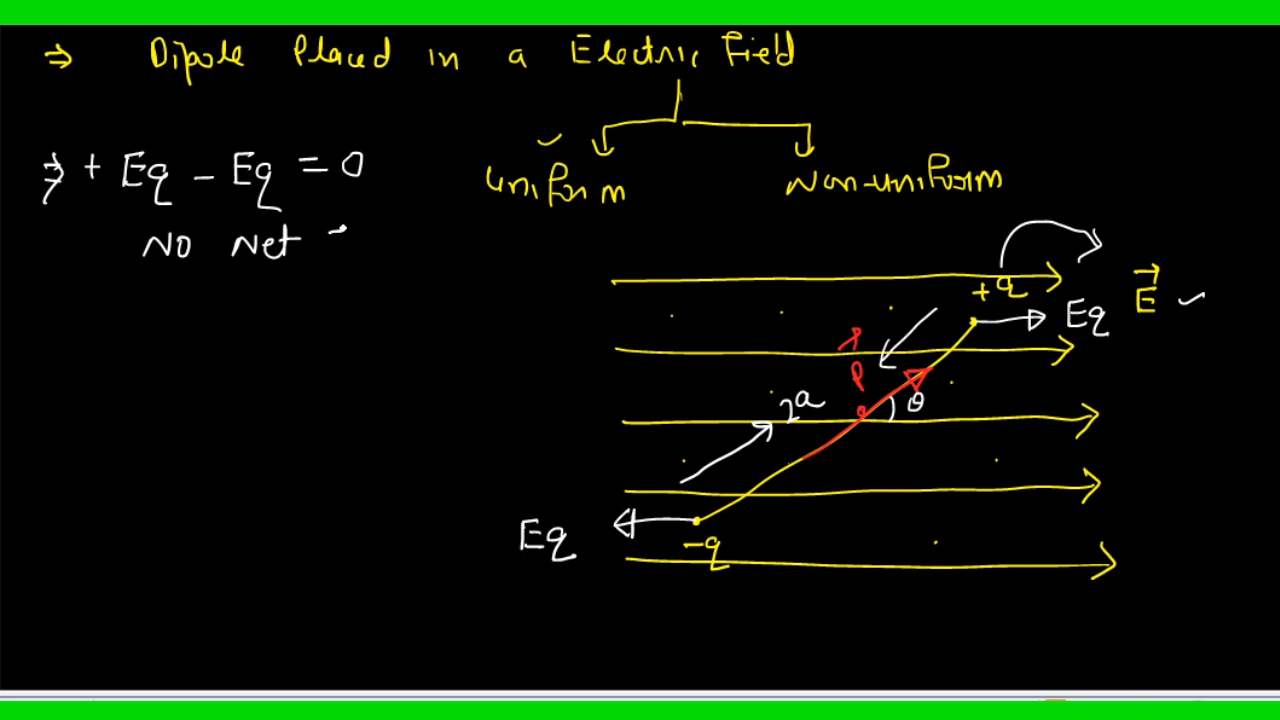 ⇒ Dipole Placed in a Electric Field
Uniform Non-uniform
⇒ + Eq - Eq = 0
No Net
+q
Eq
E⃗
P
2a
θ
Eq
-q